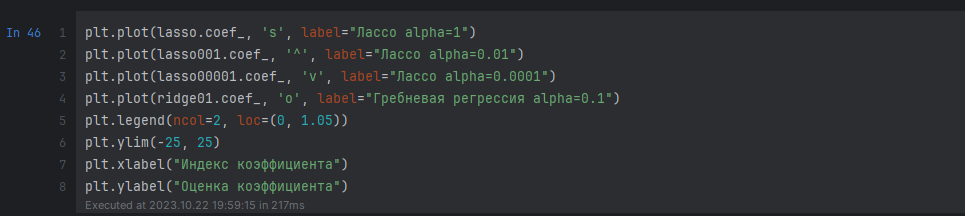 In 46
1 plt.plot(lasso.coef_, 's', label="Лассо alpha=1")
2 plt.plot(lasso001.coef_, '^', label="Лассо alpha=0.01")
3 plt.plot(lasso00001.coef_, 'v', label="Лассо alpha=0.0001")
4 plt.plot(ridge01.coef_, 'o', label="Гребневая регрессия alpha=0.1")
5 plt.legend(ncol=2, loc=(0, 1.05))
6 plt.ylim(-25, 25)
7 plt.xlabel("Индекс коэффициента")
8 plt.ylabel("Оценка коэффициента")
Executed at 2023.10.22 19:59:15 in 217ms